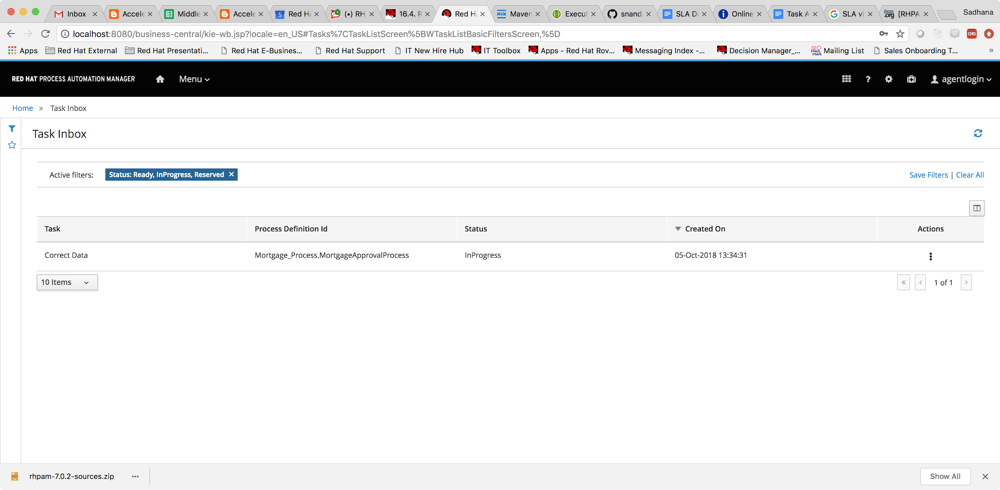 Inbox Accele Middle Accele Red Ha (•) RH 16.4. R Red Ha Maven Execut snand SLA D Online Task A SLA vi [RHPA Sadhana
localhost:8080/business-central/kie-wb.jsp?locale=en_US#Tasks%7CTaskListScreen%5BWTaskListBasicFiltersScreen,%5D
Apps Red Hat External Red Hat Presentati... Red Hat E-Busines... Red Hat Support IT New Hire Hub IT Toolbox Apps - Red Hat Rov... Messaging Index -... Decision Manager_... Mailing List Sales Onboarding T... »
RED HAT PROCESS AUTOMATION MANAGER Menu agentlogin
Home » Task Inbox
Task Inbox
Active filters: Status: Ready, InProgress, Reserved Save Filters | Clear All
Task Process Definition Id Status Created On Actions
Correct Data Mortgage_Process.MortgageApprovalProcess InProgress 05-Oct-2018 13:34:31
10 Items 1 of 1
rhpam-7.0.2-sources.zip Show All